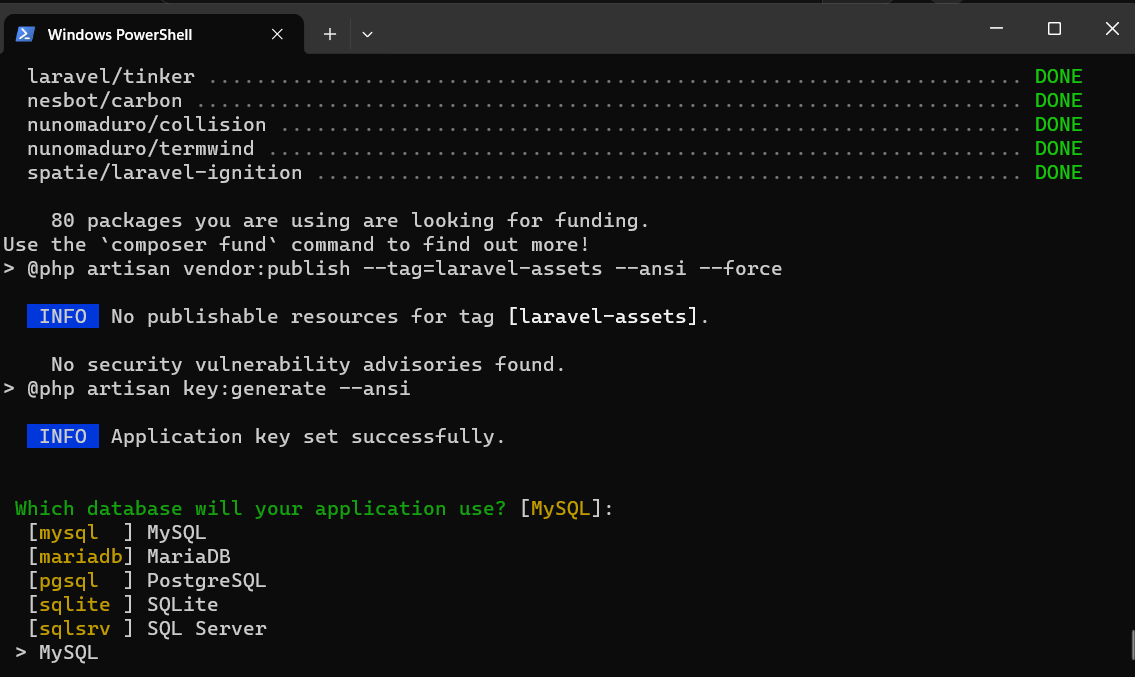 Windows PowerShell
laravel/tinker .................................................................... DONE
nesbot/carbon ..................................................................... DONE
nunomaduro/collision .............................................................. DONE
nunomaduro/termwind ............................................................... DONE
spatie/laravel-ignition ........................................................... DONE
80 packages you are using are looking for funding.
Use the `composer fund` command to find out more!
> @php artisan vendor:publish --tag=laravel-assets --ansi --force
INFO No publishable resources for tag [laravel-assets].
No security vulnerability advisories found.
> @php artisan key:generate --ansi
INFO Application key set successfully.
Which database will your application use? [MySQL]:
[mysql  ] MySQL
[mariadb] MariaDB
[pgsql  ] PostgreSQL
[sqlite ] SQLite
[sqlsrv ] SQL Server
> MySQL